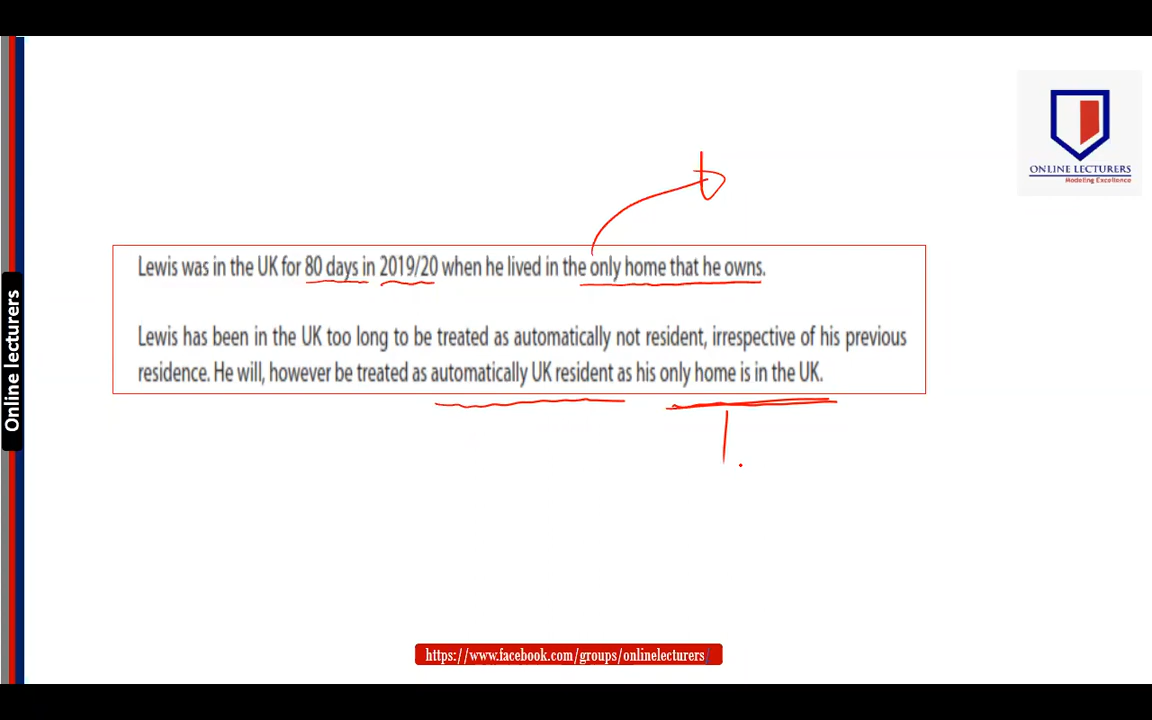 ONLINE LECTURERS
Modeling Excellence
Online lecturers
Lewis was in the UK for 80 days in 2019/20 when he lived in the only home that he owns.
Lewis has been in the UK too long to be treated as automatically not resident, irrespective of his previous
residence. He will, however be treated as automatically UK resident as his only home is in the UK.
https://www.facebook.com/groups/onlinelecturers/